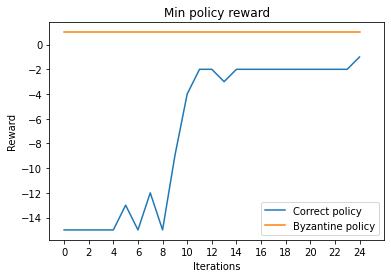 Min policy reward
Reward
0
−2
−4
−6
−8
−10
−12
−14
0 2 4 6 8 10 12 14 16 18 20 22 24
Iterations
Correct policy
Byzantine policy